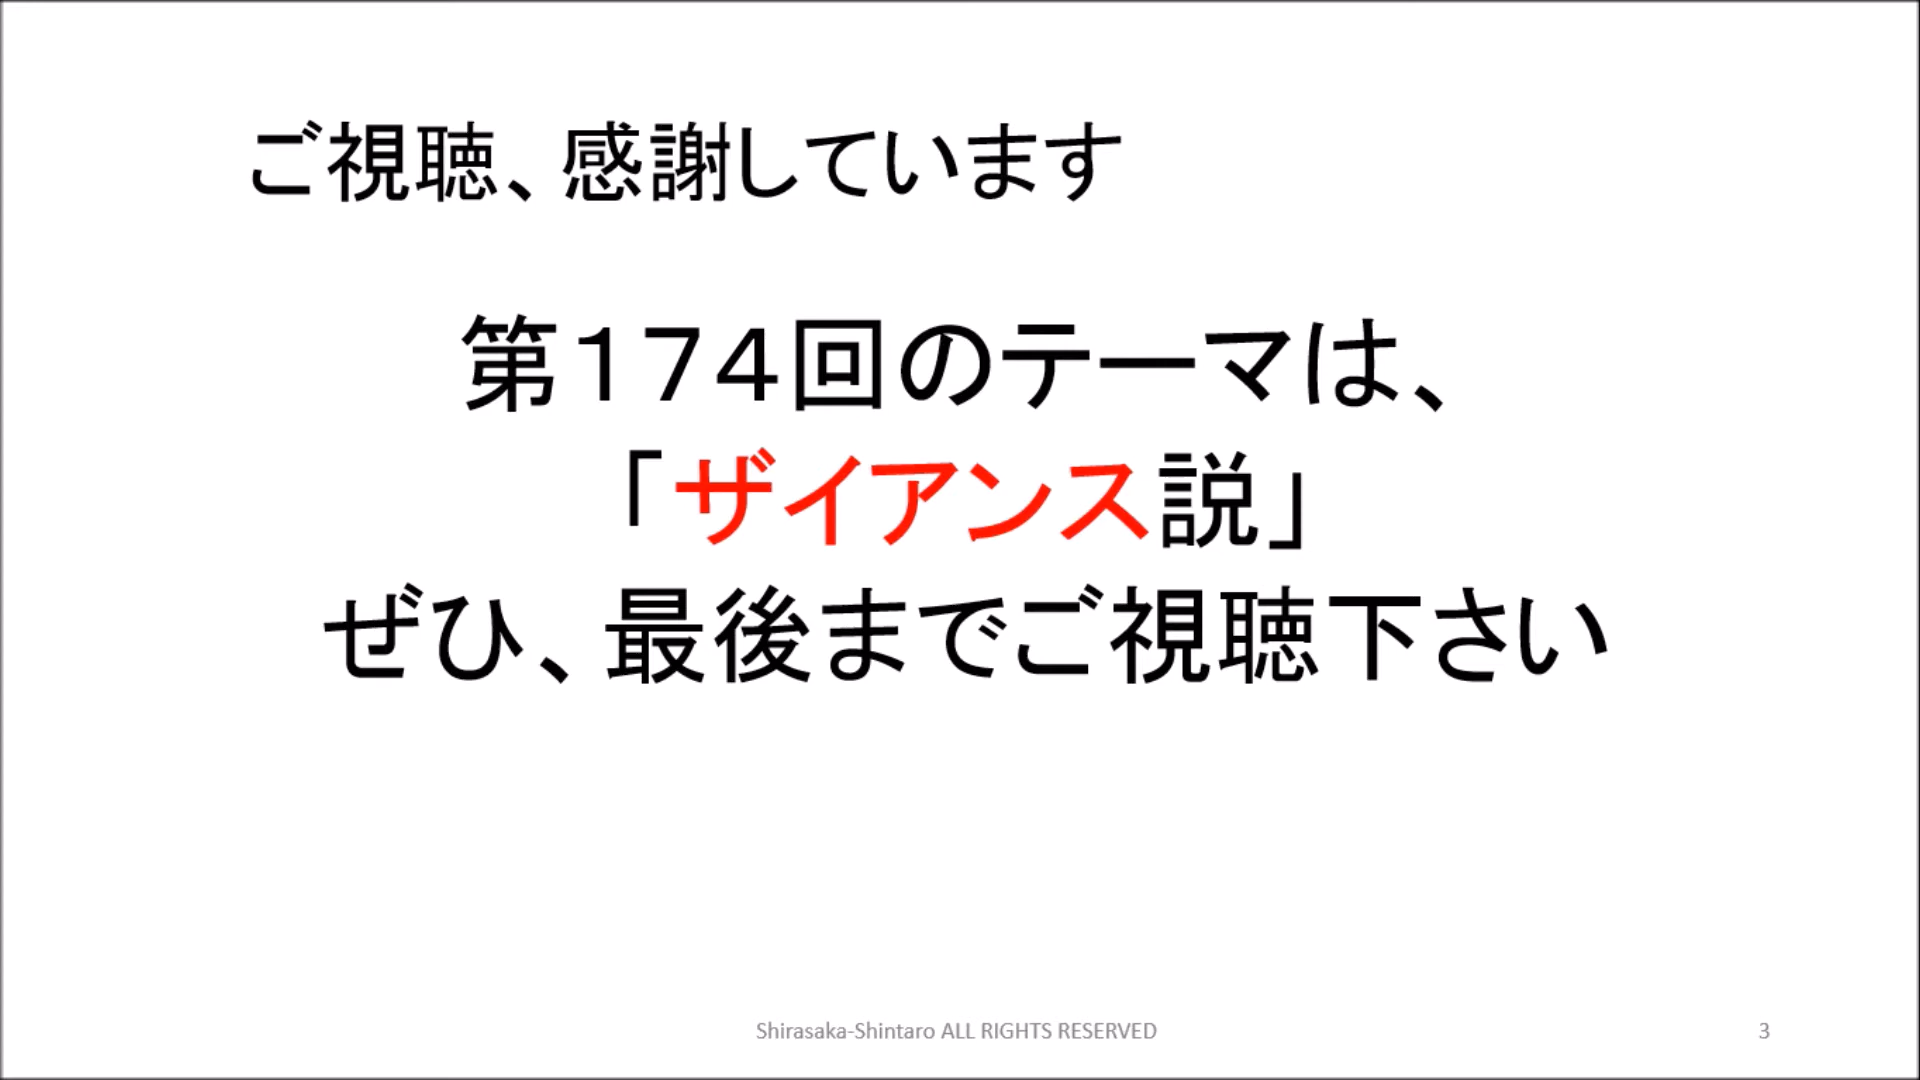 ご視聴、感謝しています
第１７４回のテーマは、
「ザイアンス説」
ぜひ、最後までご視聴下さい
Shirasaka-Shintaro ALL RIGHTS RESERVED
3